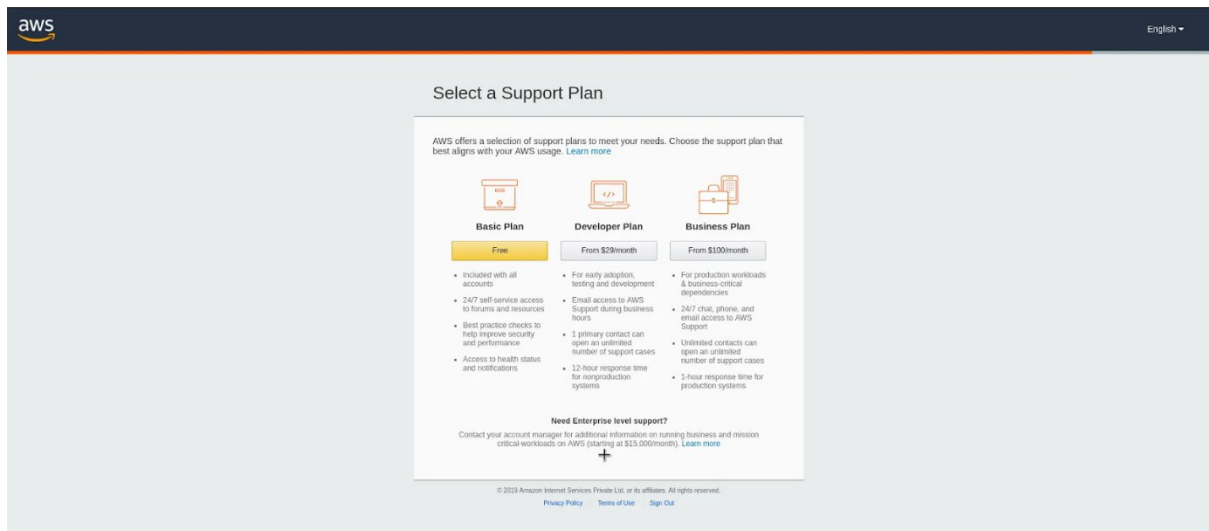 aws
English
Select a Support Plan
AWS offers a selection of support plans to meet your needs. Choose the support plan that
best aligns with your AWS usage. Learn more
Basic Plan
Free
• Included with all
accounts
• 24/7 self-service access
to forums and resources
• Best practice checks to
help improve security
and performance
• Access to health status
and notifications
Developer Plan
From $29/month
• For early adoption,
testing and development
• Email access to AWS
Support during business
hours
• 1 primary contact can
open an unlimited
number of support cases
• 12-hour response time
for nonproduction
systems
Business Plan
From $100/month
• For production workloads
& business-critical
dependencies
• 24/7 chat, phone, and
email access to AWS
Support
• Unlimited contacts can
open an unlimited
number of support cases
• 1-hour response time for
production systems
Need Enterprise level support?
Contact your account manager for additional information on running business and mission
critical-workloads on AWS (starting at $15,000/month). Learn more
© 2019 Amazon Internet Services Private Ltd. or its affiliates. All rights reserved.
Privacy Policy Terms of Use Sign Out